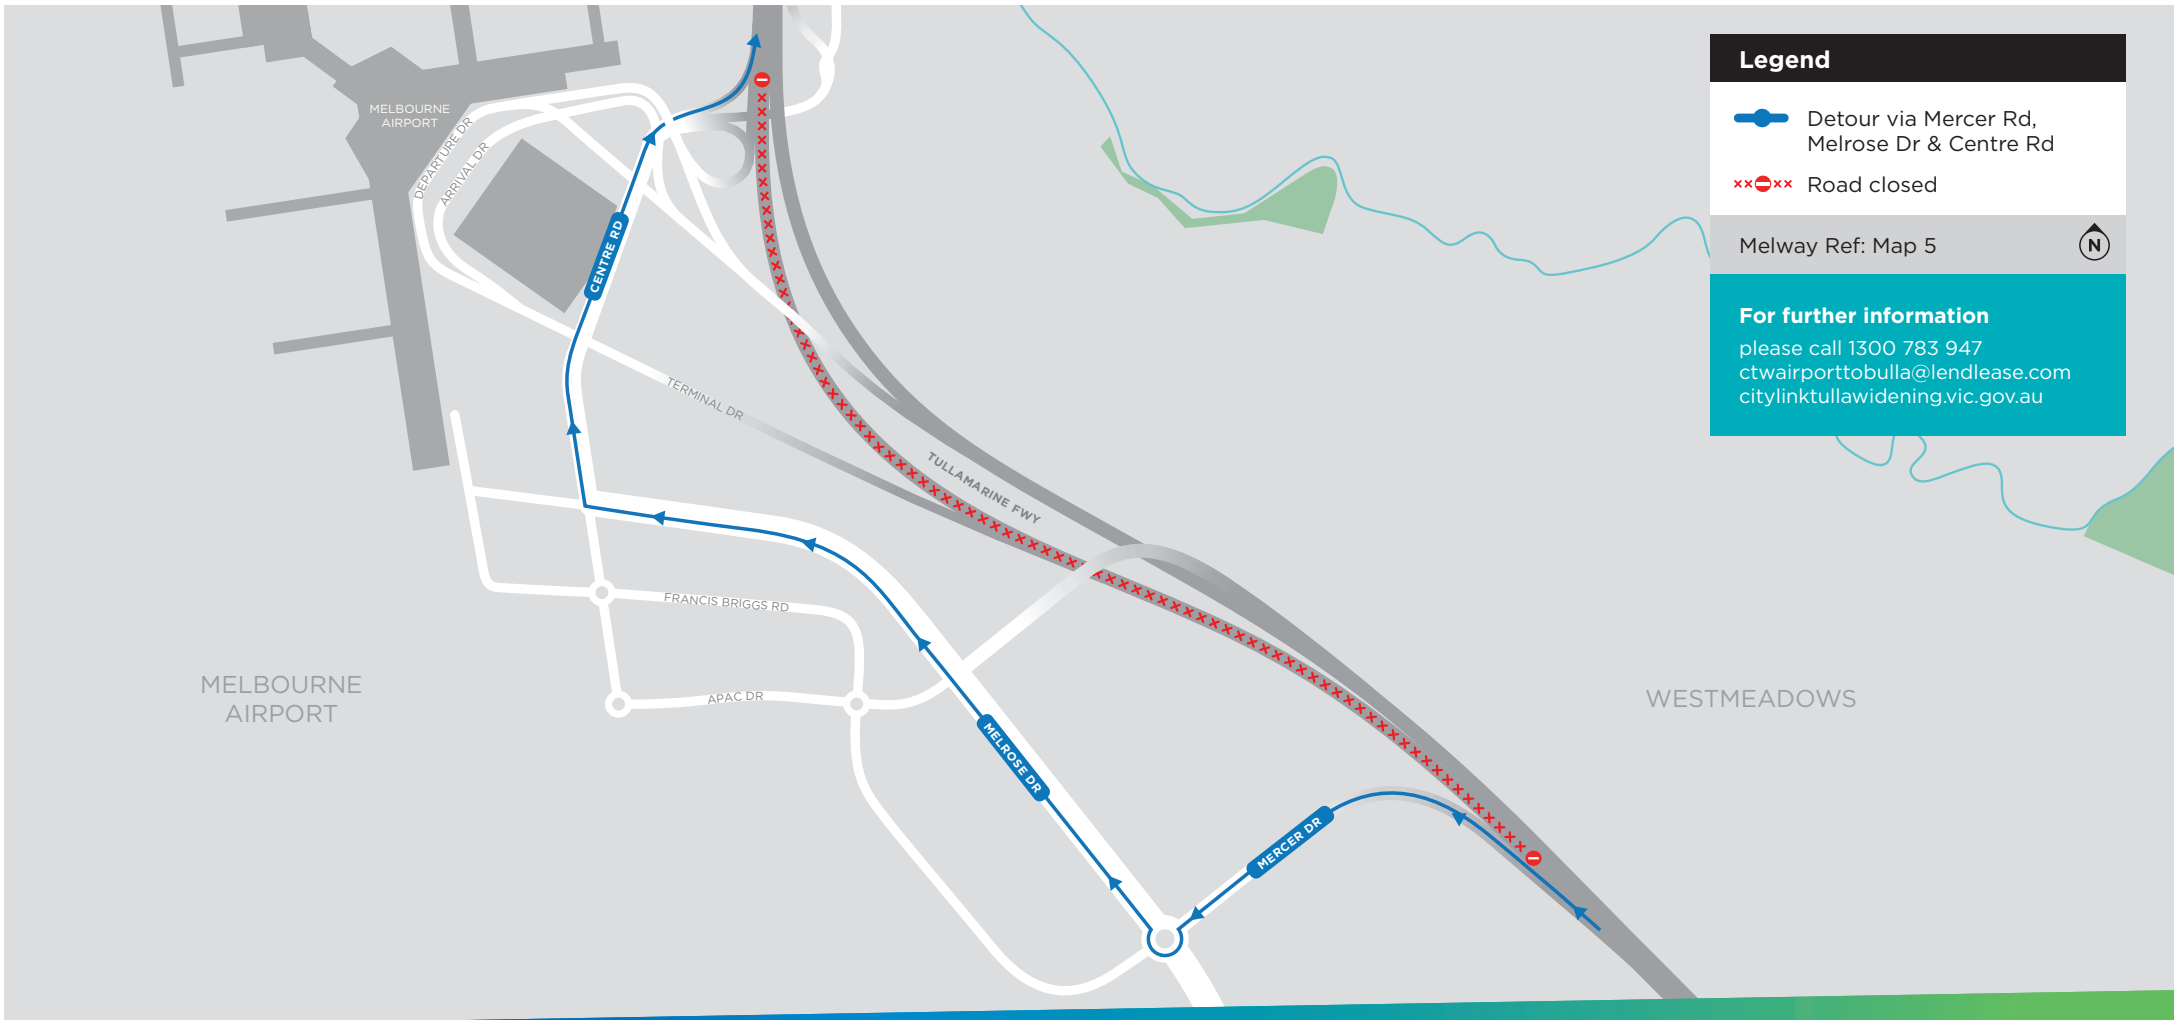 MELBOURNE
AIRPORT
DEPARTURE DR
ARRIVAL DR
CENTRE RD
TERMINAL DR
TULLAMARINE FWY
FRANCIS BRIGGS RD
APAC DR
MELROSE DR
MERCER DR
MELBOURNE
AIRPORT
WESTMEADOWS
Legend
Detour via Mercer Rd,
Melrose Dr & Centre Rd
Road closed
Melway Ref: Map 5
N
For further information
please call 1300 783 947
ctwairporttobulla@lendlease.com
citylinktullawidening.vic.gov.au